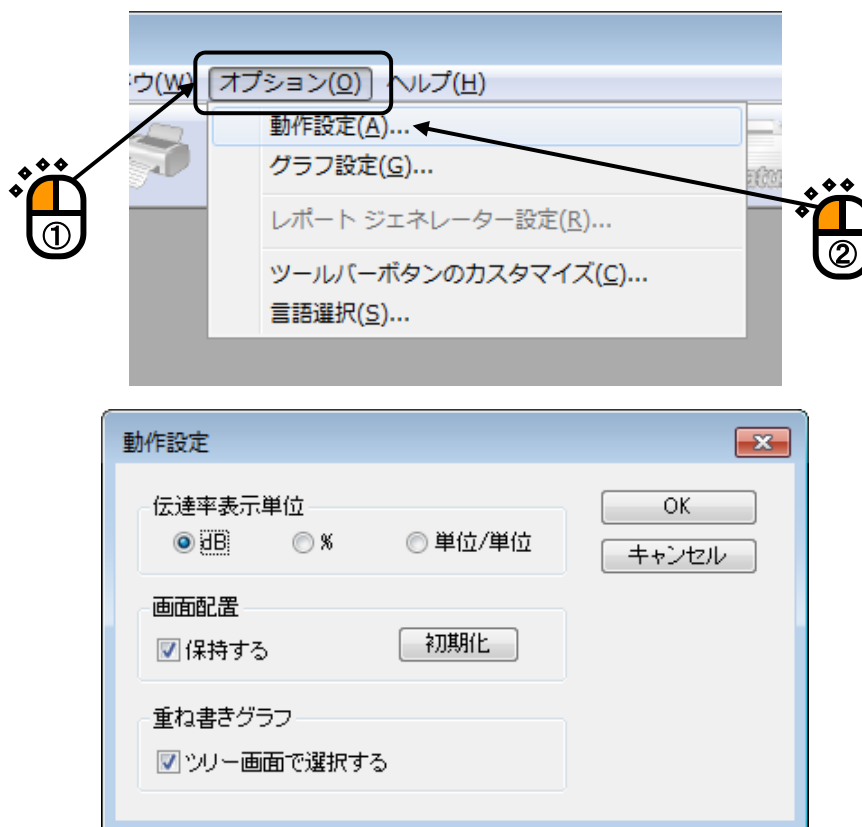 ウ(W) オプション(O) ヘルプ(H)
動作設定(A)...
グラフ設定(G)...
レポート ジェネレーター設定(R)...
ツールバーボタンのカスタマイズ(C)...
言語選択(S)...
①
②
動作設定
伝達率表示単位
dB % 単位/単位
OK
キャンセル
画面配置
保持する 初期化
重ね書きグラフ
ツリー画面で選択する